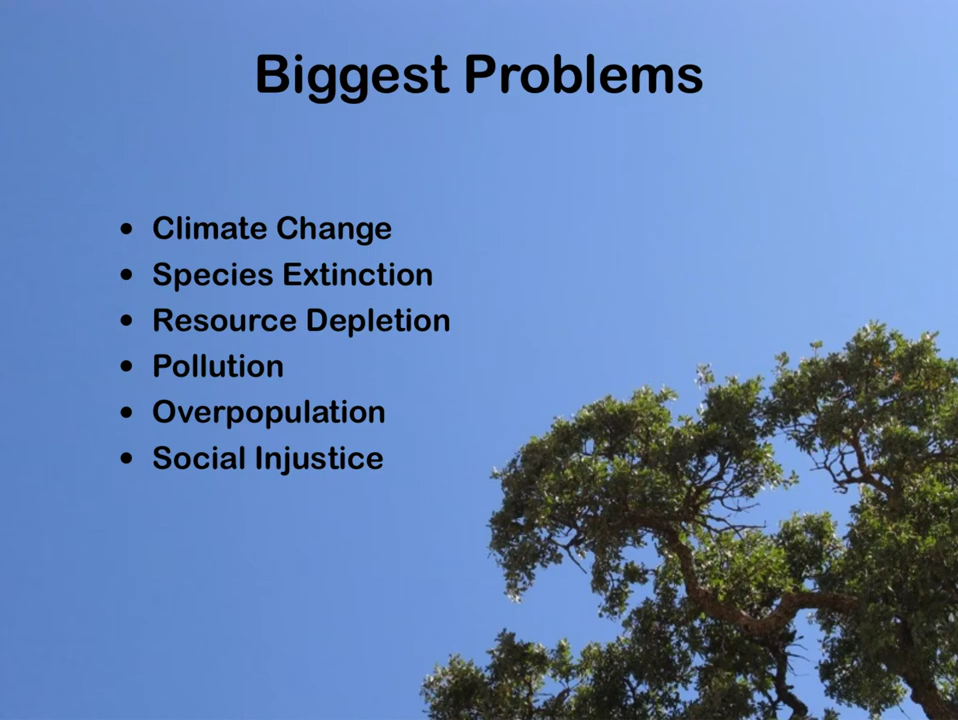 Biggest Problems
• Climate Change
• Species Extinction
• Resource Depletion
• Pollution
• Overpopulation
• Social Injustice